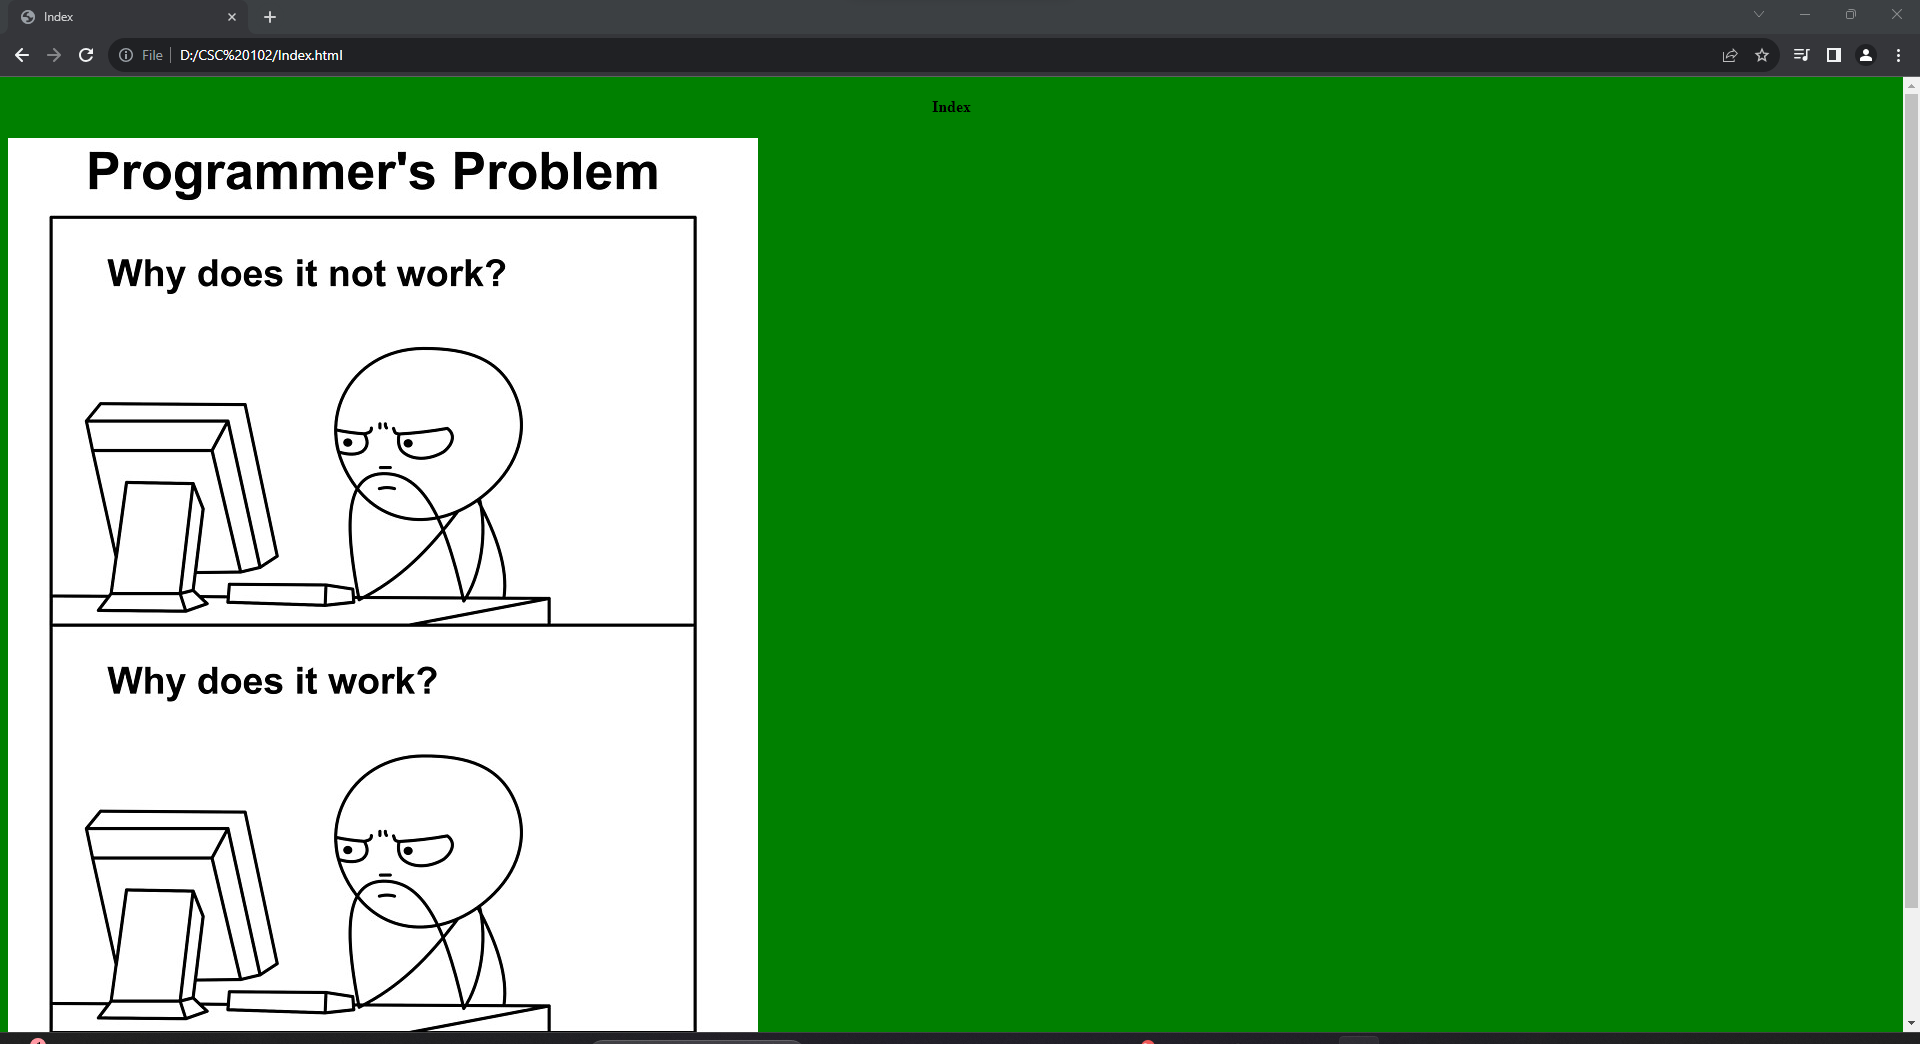 Index
File
D:/CSC%20102/Index.html
Index
Programmer's Problem
Why does it not work?
Why does it work?